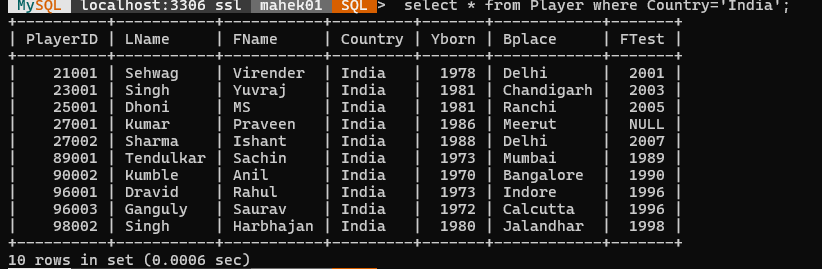 MySQL localhost:3306 ssl mahek01 SQL > select * from Player where Country='India';
+----------+-----------+-----------+---------+-------+------------+-------+
| PlayerID | LName     | FName     | Country | Yborn | Bplace     | FTest |
+----------+-----------+-----------+---------+-------+------------+-------+
|    21001 | Sehwag    | Virender  | India   |  1978 | Delhi      |  2001 |
|    23001 | Singh     | Yuvraj    | India   |  1981 | Chandigarh |  2003 |
|    25001 | Dhoni     | MS        | India   |  1981 | Ranchi     |  2005 |
|    27001 | Kumar     | Praveen   | India   |  1986 | Meerut     |  NULL |
|    27002 | Sharma    | Ishant    | India   |  1988 | Delhi      |  2007 |
|    89001 | Tendulkar | Sachin    | India   |  1973 | Mumbai     |  1989 |
|    90002 | Kumble    | Anil      | India   |  1970 | Bangalore  |  1990 |
|    96001 | Dravid    | Rahul     | India   |  1973 | Indore     |  1996 |
|    96003 | Ganguly   | Saurav    | India   |  1972 | Calcutta   |  1996 |
|    98002 | Singh     | Harbhajan | India   |  1980 | Jalandhar  |  1998 |
+----------+-----------+-----------+---------+-------+------------+-------+
10 rows in set (0.0006 sec)